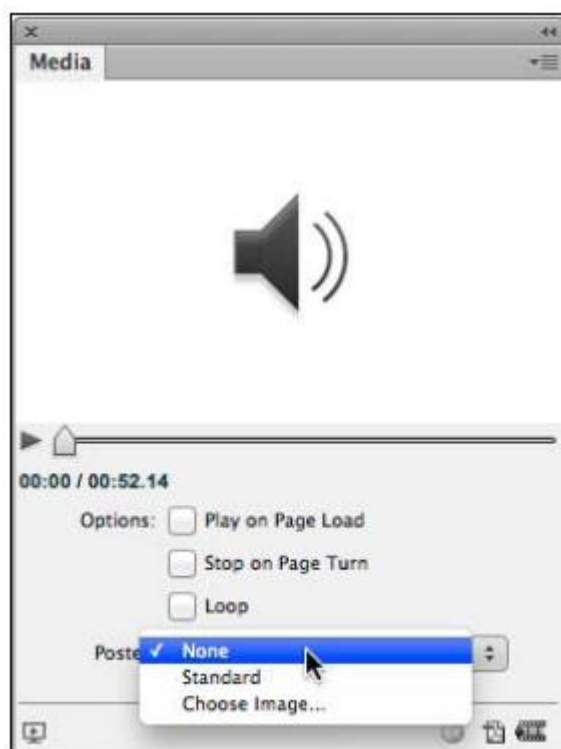 Media
00:00 / 00:52.14
Options: Play on Page Load
Stop on Page Turn
Loop
Poste ✓ None
Standard
Choose Image...